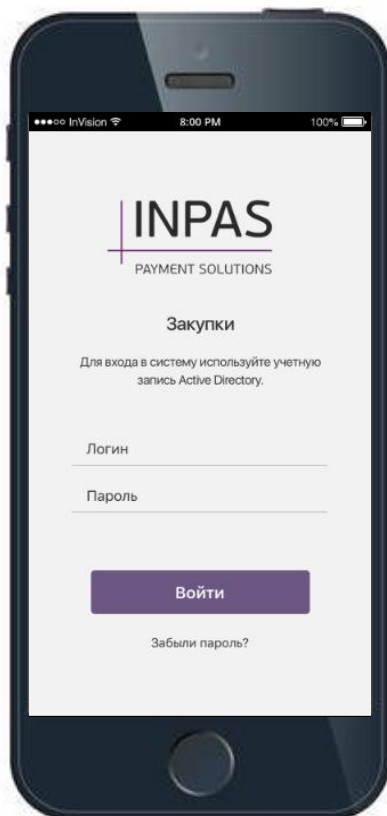 ●●●○○ InVision 8:00 PM 100%
INPAS
PAYMENT SOLUTIONS
Закупки
Для входа в систему используйте учетную
запись Active Directory.
Логин
Пароль
Войти
Забыли пароль?